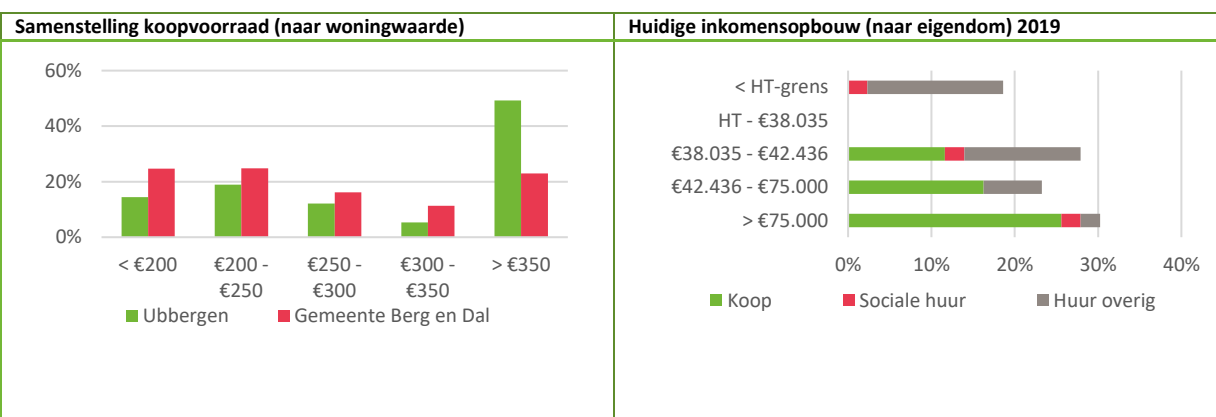 Samenstelling koopvoorraad (naar woningwaarde)
60%
40%
20%
0%
< €200
€200 -
€250
€250 -
€300
€300 -
€350
> €350
Ubbergen
Gemeente Berg en Dal
Huidige inkomensopbouw (naar eigendom) 2019
< HT-grens
HT - €38.035
€38.035 - €42.436
€42.436 - €75.000
> €75.000
0% 10% 20% 30% 40%
Koop
Sociale huur
Huur overig